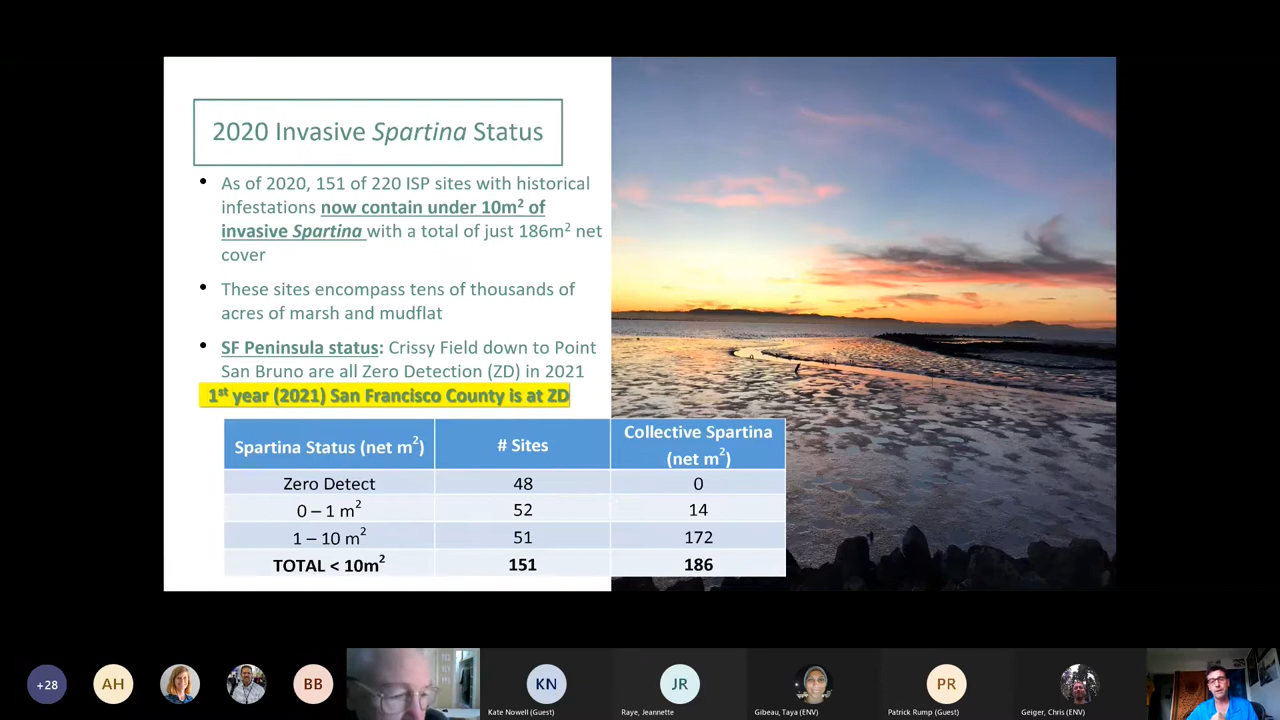 2020 Invasive Spartina Status
As of 2020, 151 of 220 ISP sites with historical
infestations now contain under 10m² of
invasive Spartina with a total of just 186m² net
cover
These sites encompass tens of thousands of
acres of marsh and mudflat
SF Peninsula status: Crissy Field down to Point
San Bruno are all Zero Detection (ZD) in 2021
1st year (2021) San Francisco County is at ZD
Spartina Status (net m²) # Sites Collective Spartina (net m²)
Zero Detect 48 0
0 – 1 m² 52 14
1 – 10 m² 51 172
TOTAL < 10m² 151 186
+28 AH BB KN JR PR
Kate Nowell (Guest) Raye, Jeannette Gibeau, Taya (ENV) Patrick Rump (Guest) Geiger, Chris (ENV)